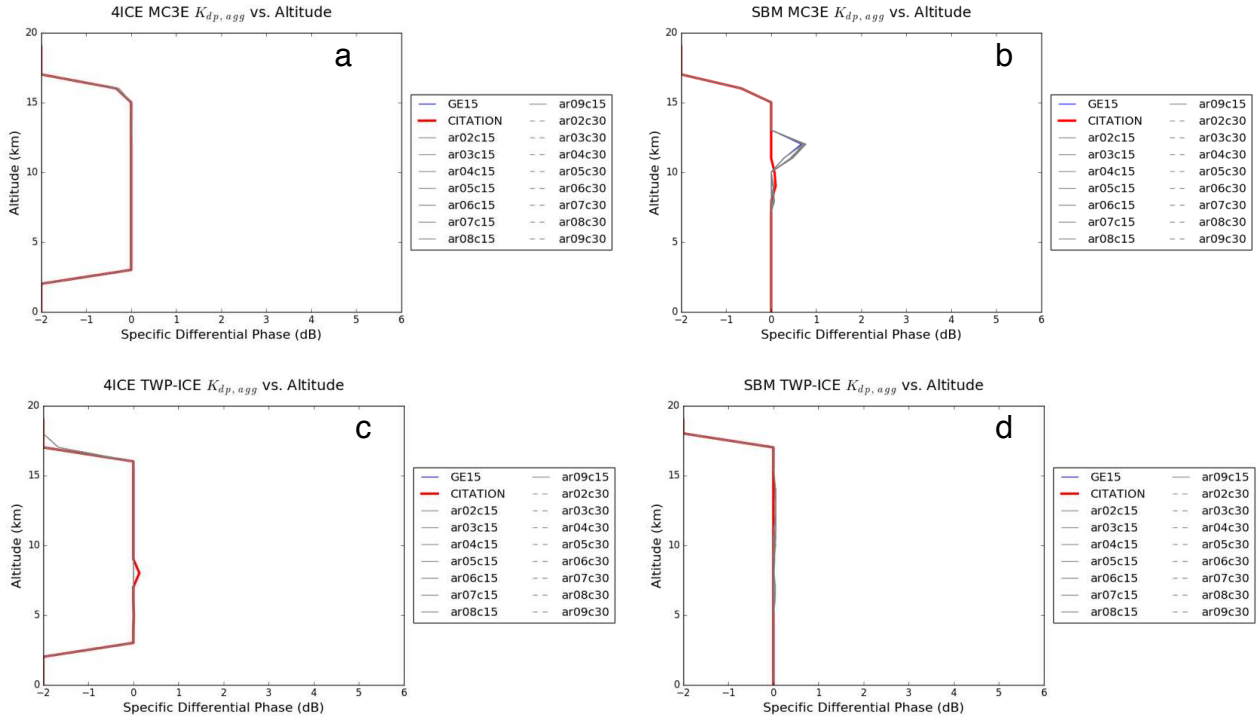 4ICE MC3E K_{dp, agg} vs. Altitude
a
20
15
10
5
0
Altitude (km)
-2 -1 0 1 2 3 4 5 6
Specific Differential Phase (dB)
GE15 ar09c15
CITATION ar02c30
ar02c15 ar03c30
ar03c15 ar04c30
ar04c15 ar05c30
ar05c15 ar06c30
ar06c15 ar07c30
ar07c15 ar08c30
ar08c15 ar09c30
SBM MC3E K_{dp, agg} vs. Altitude
b
20
15
10
5
0
Altitude (km)
-2 -1 0 1 2 3 4 5 6
Specific Differential Phase (dB)
GE15 ar09c15
CITATION ar02c30
ar02c15 ar03c30
ar03c15 ar04c30
ar04c15 ar05c30
ar05c15 ar06c30
ar06c15 ar07c30
ar07c15 ar08c30
ar08c15 ar09c30
4ICE TWP-ICE K_{dp, agg} vs. Altitude
c
20
15
10
5
0
Altitude (km)
-2 -1 0 1 2 3 4 5 6
Specific Differential Phase (dB)
GE15 ar09c15
CITATION ar02c30
ar02c15 ar03c30
ar03c15 ar04c30
ar04c15 ar05c30
ar05c15 ar06c30
ar06c15 ar07c30
ar07c15 ar08c30
ar08c15 ar09c30
SBM TWP-ICE K_{dp, agg} vs. Altitude
d
20
15
10
5
0
Altitude (km)
-2 -1 0 1 2 3 4 5 6
Specific Differential Phase (dB)
GE15 ar09c15
CITATION ar02c30
ar02c15 ar03c30
ar03c15 ar04c30
ar04c15 ar05c30
ar05c15 ar06c30
ar06c15 ar07c30
ar07c15 ar08c30
ar08c15 ar09c30